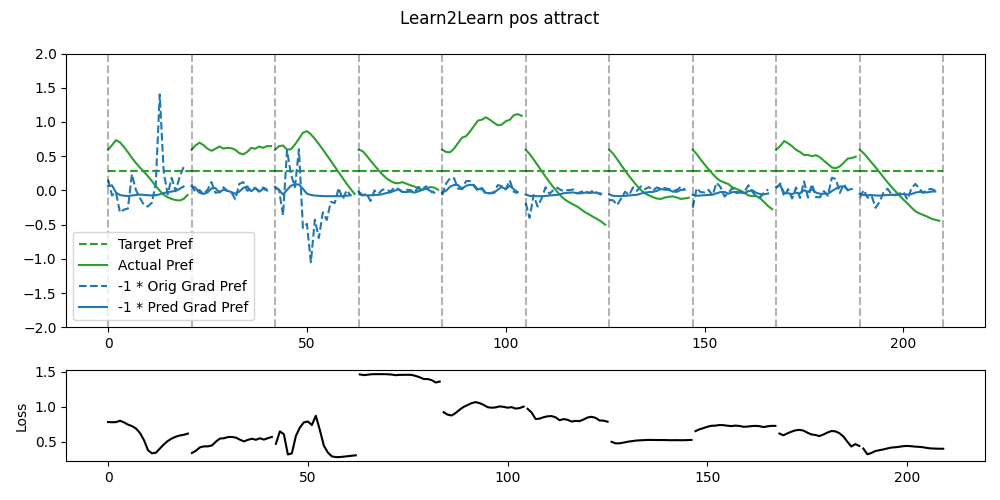 Learn2Learn pos attract
2.0
1.5
1.0
0.5
0.0
−0.5
−1.0
−1.5
−2.0
Target Pref
Actual Pref
-1 * Orig Grad Pref
-1 * Pred Grad Pref
0 50 100 150 200
Loss
1.5
1.0
0.5
0 50 100 150 200